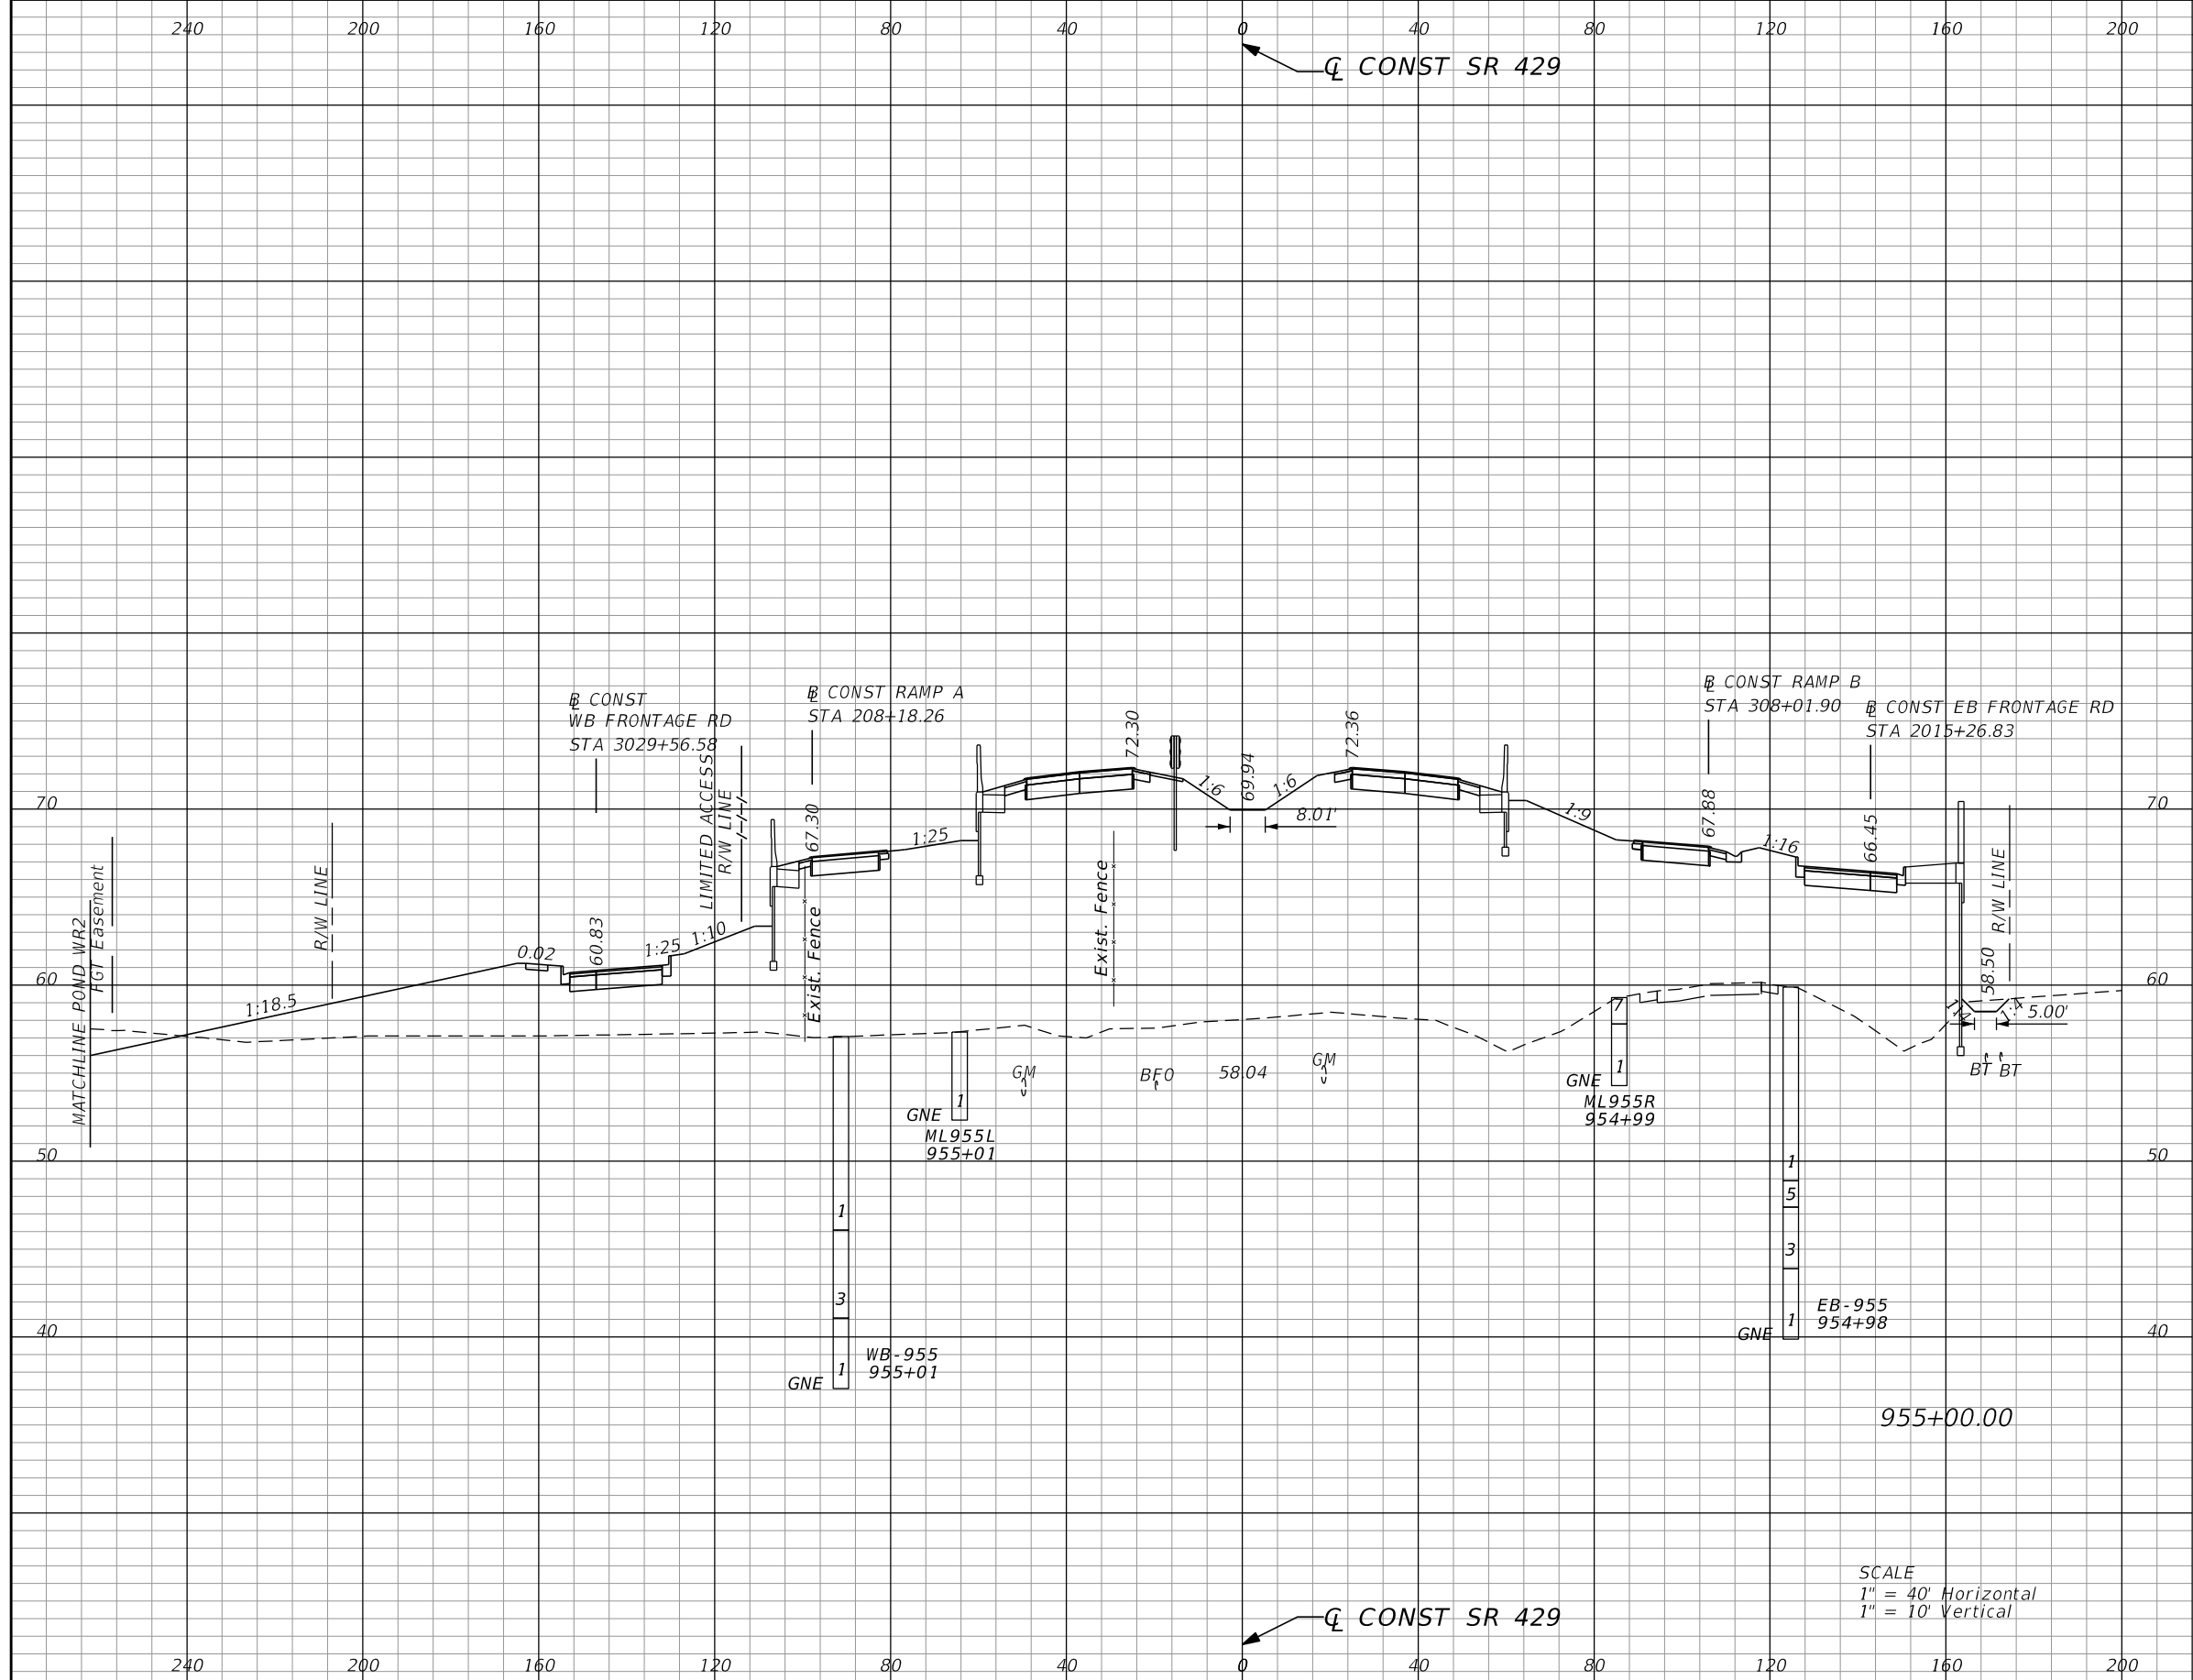 240 200 160 120 80 40 0 40 80 120 160 200
℄ CONST SR 429
℄ CONST RAMP B
STA 308+01.90
℄ CONST RAMP A
STA 208+18.26
℄ CONST
WB FRONTAGE RD
STA 3029+56.58
℄ CONST EB FRONTAGE RD
STA 2015+26.83
72.30
72.36
69.94
1:6
1:6
8.01'
70
70
LIMITED ACCESS
R/W LINE
67.30
1:25
1:9
67.88
1:16
66.45
MATCHLINE POND WR2
FGT Easement
R/W LINE
0.02
60.83
1:25
1:10
Exist. Fence
Exist. Fence
R/W LINE
58.50
60
60
1:18.5
1:4
5.00'
7
1
GNE
ML955R
954+99
GM
BFO
58.04
GM
BT BT
1
GNE
ML955L
955+01
50
50
1
5
3
1
GNE
EB-955
954+98
1
3
1
GNE
WB-955
955+01
40
40
955+00.00
SCALE
1" = 40' Horizontal
1" = 10' Vertical
℄ CONST SR 429
240 200 160 120 80 40 0 40 80 120 160 200